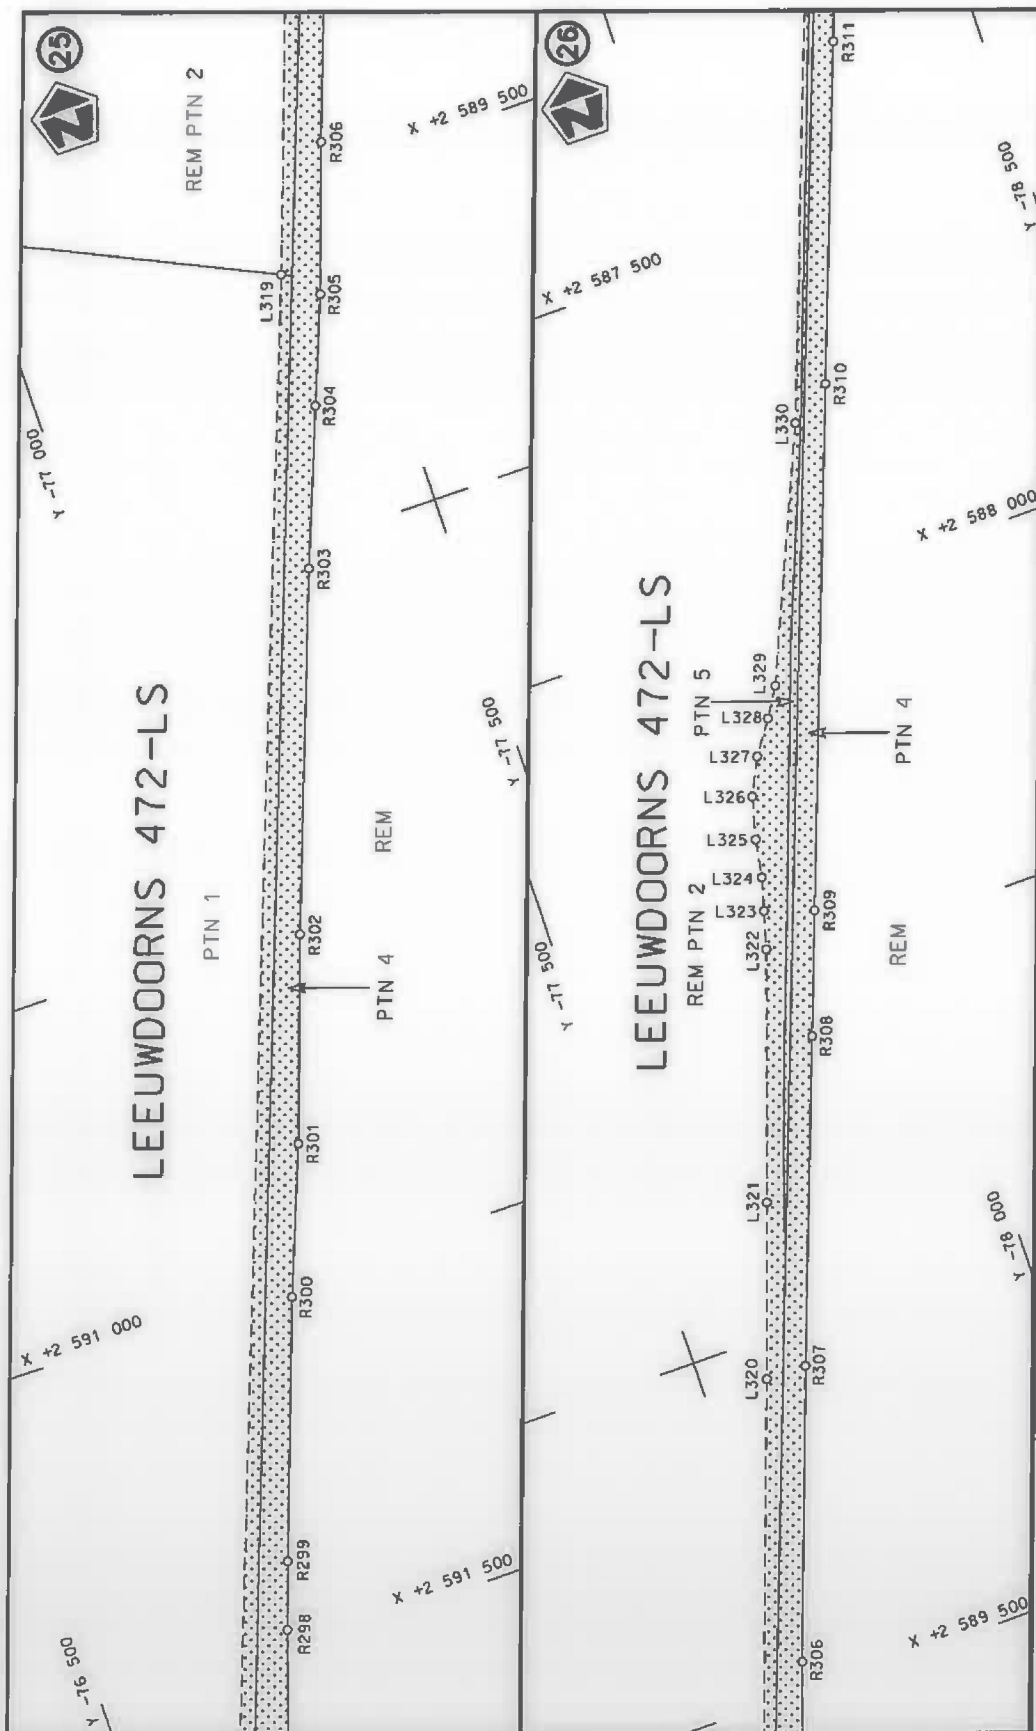 25
N
REM PTN 2
X +2 589 500
R306
L319
R305
R304
Y -77 000
R303
LEEUWDOORNS 472-LS
PTN 1
REM
Y -77 500
R302
PTN 4
R301
R300
X +2 591 000
R299
X +2 591 500
R298
Y -76 500
26
N
R311
Y -78 500
X +2 587 500
R310
L330
X +2 588 000
LEEUWDOORNS 472-LS
PTN 5
L329
L328
L327
PTN 4
L326
L325
L324
L323
REM PTN 2
L322
R309
REM
Y -77 500
R308
L321
Y -78 000
L320
R307
X +2 589 500
R306